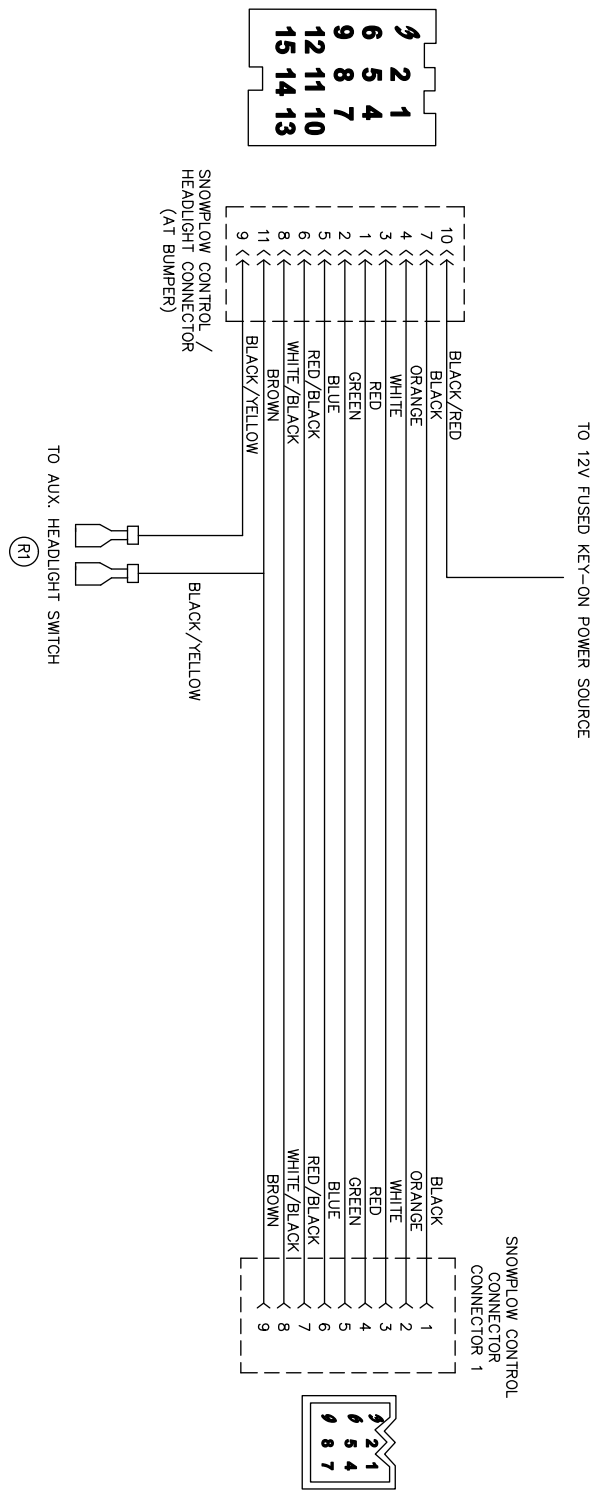 TO 12V FUSED KEY-ON POWER SOURCE
3 2 1
6 5 4
9 8 7
12 11 10
15 14 13
10 BLACK/RED
7 BLACK
4 ORANGE
3 WHITE
1 RED
2 GREEN
5 BLUE
6 RED/BLACK
8 WHITE/BLACK
11 BROWN
9 BLACK/YELLOW
SNOWPLOW CONTROL /
HEADLIGHT CONNECTOR
(AT BUMPER)
BLACK/YELLOW
TO AUX. HEADLIGHT SWITCH
R1
SNOWPLOW CONTROL
CONNECTOR
CONNECTOR 1
BLACK 1
ORANGE 2
WHITE 3
RED 4
GREEN 5
BLUE 6
RED/BLACK 7
WHITE/BLACK 8
BROWN 9
3 2 1
6 5 4
9 8 7